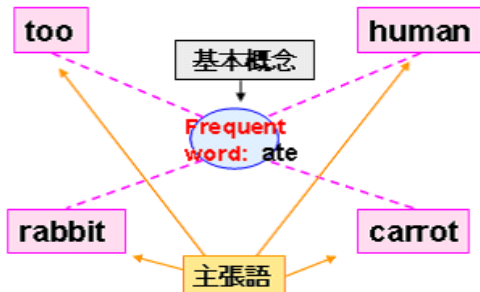 too
human
基本概念
Frequent
word: ate
rabbit
carrot
主張語